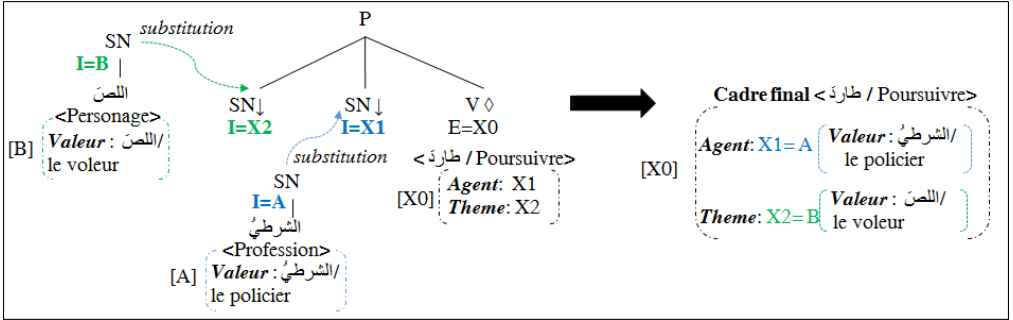 P
substitution
SN
I=B
اللصّ
<Personage>
[B]
Valeur : اللصّ/
le voleur
SN↓ SN↓ V ◊
I=X2 I=X1 E=X0
substitution
SN
I=A
الشرطيُّ
<Profession>
[A]
Valeur : الشرطيُّ/
le policier
< طاردَ / Poursuivre>
[X0]
Agent: X1
Theme: X2
Cadre final < طاردَ / Poursuivre>
[X0]
Agent: X1= A Valeur : الشرطيُّ/
le policier
Theme: X2= B Valeur : اللصّ/
le voleur